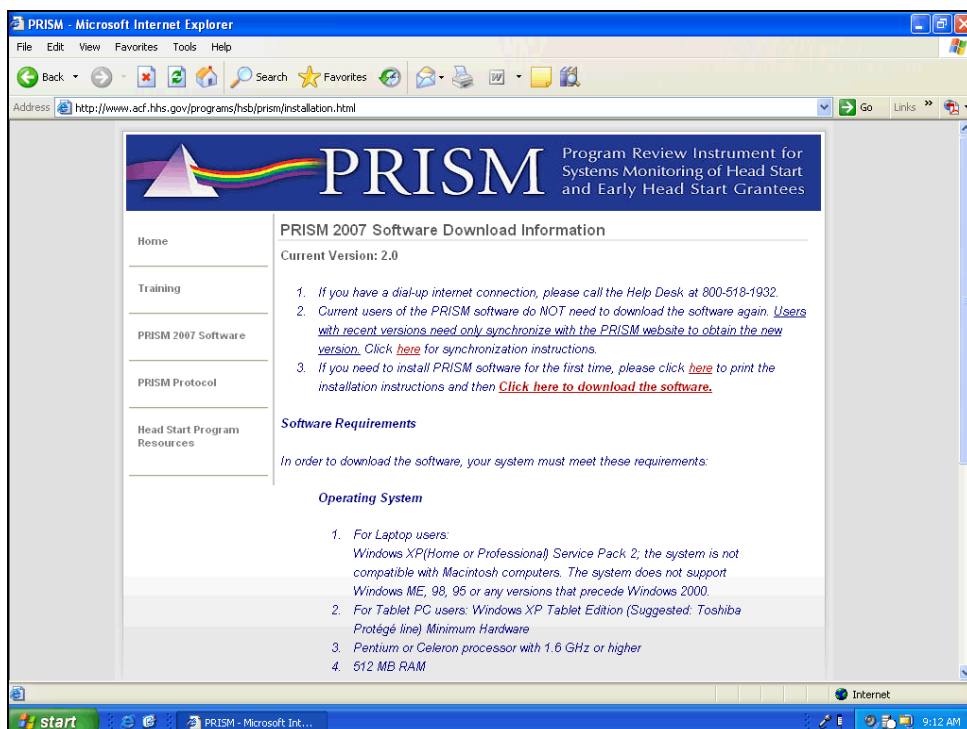 PRISM - Microsoft Internet Explorer
File Edit View Favorites Tools Help
Back Search Favorites
Address http://www.acf.hhs.gov/programs/hsb/prism/installation.html Go Links »
PRISM
Program Review Instrument for
Systems Monitoring of Head Start
and Early Head Start Grantees
Home
Training
PRISM 2007 Software
PRISM Protocol
Head Start Program
Resources
PRISM 2007 Software Download Information
Current Version: 2.0
1. If you have a dial-up internet connection, please call the Help Desk at 800-518-1932.
2. Current users of the PRISM software do NOT need to download the software again. Users
with recent versions need only synchronize with the PRISM website to obtain the new
version. Click here for synchronization instructions.
3. If you need to install PRISM software for the first time, please click here to print the
installation instructions and then Click here to download the software.
Software Requirements
In order to download the software, your system must meet these requirements:
Operating System
1. For Laptop users:
Windows XP(Home or Professional) Service Pack 2; the system is not
compatible with Macintosh computers. The system does not support
Windows ME, 98, 95 or any versions that precede Windows 2000.
2. For Tablet PC users: Windows XP Tablet Edition (Suggested: Toshiba
Protégé line) Minimum Hardware
3. Pentium or Celeron processor with 1.6 GHz or higher
4. 512 MB RAM
Internet
start PRISM - Microsoft Int... 9:12 AM